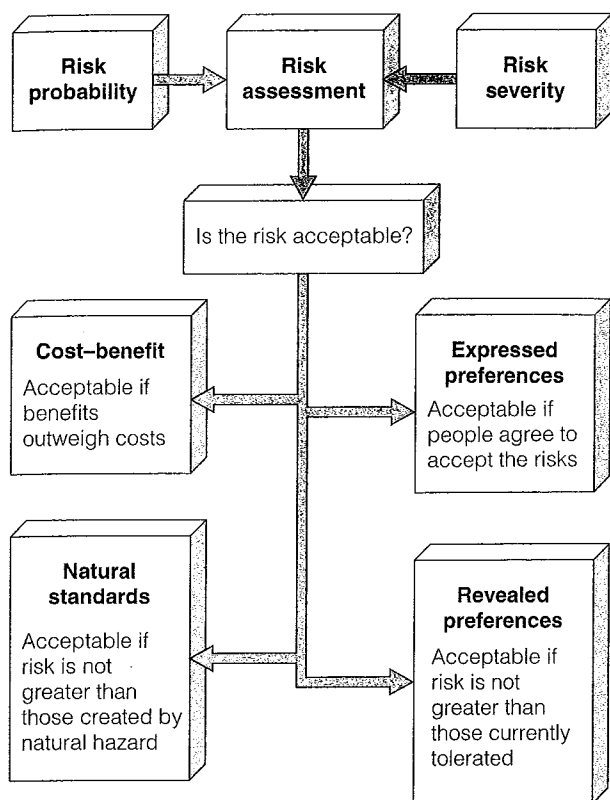 Risk
probability
Risk
assessment
Risk
severity
Is the risk acceptable?
Cost–benefit
Acceptable if
benefits
outweigh costs
Expressed
preferences
Acceptable if
people agree to
accept the risks
Natural
standards
Acceptable if
risk is not
greater than
those created by
natural hazard
Revealed
preferences
Acceptable if
risk is not
greater than
those currently
tolerated